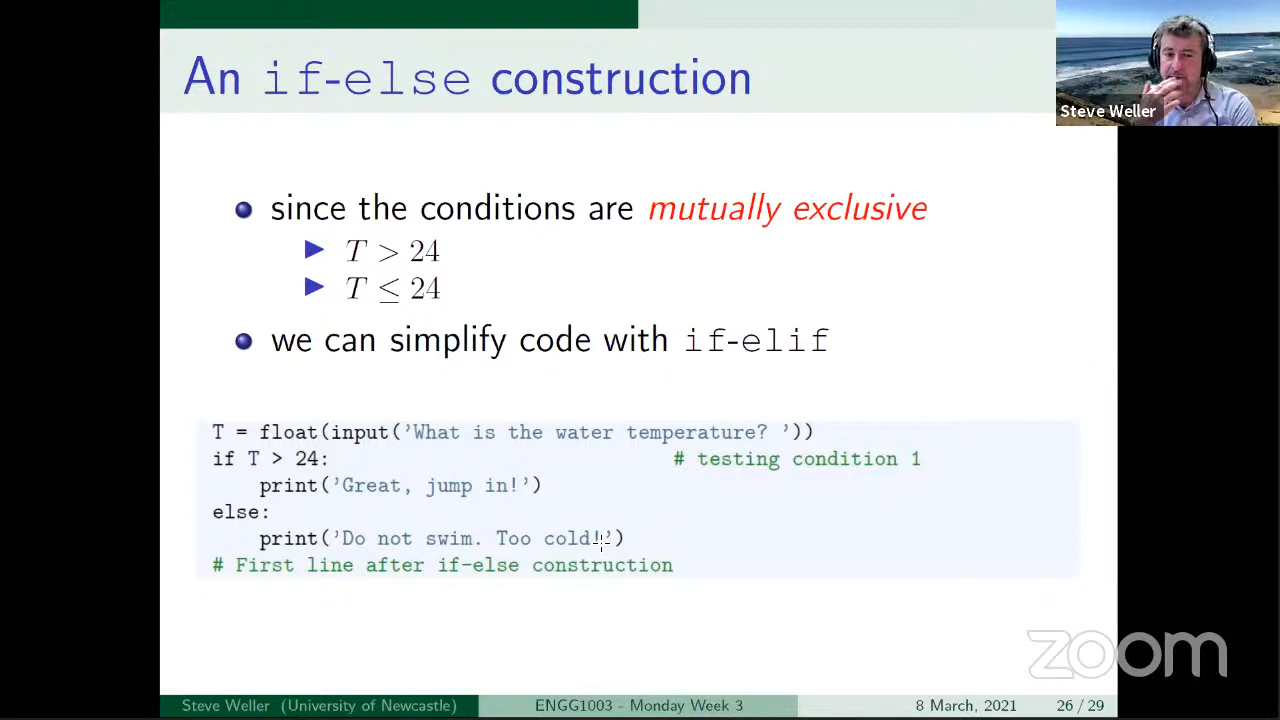 An if-else construction
Steve Weller
since the conditions are mutually exclusive
T > 24
T ≤ 24
we can simplify code with if-elif
T = float(input('What is the water temperature? '))
if T > 24: # testing condition 1
print('Great, jump in!')
else:
print('Do not swim. Too cold!')
# First line after if-else construction
zoom
Steve Weller (University of Newcastle) ENGG1003 - Monday Week 3 8 March, 2021 26 / 29